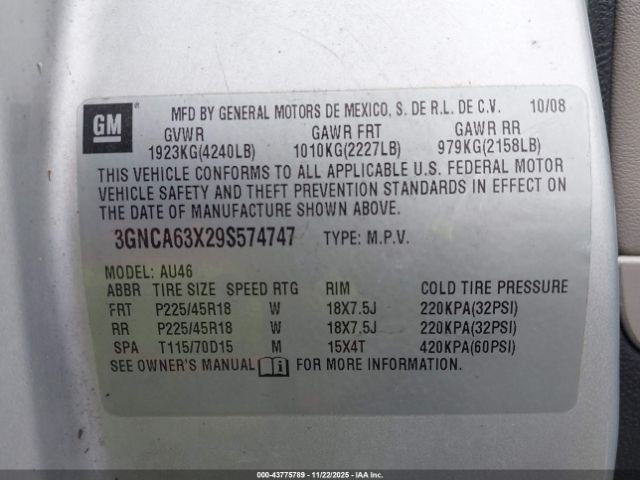 GM ®
MFD BY GENERAL MOTORS DE MEXICO, S. DE R.L. DE C.V. 10/08
GVWR GAWR FRT GAWR RR
1923KG(4240LB) 1010KG(2227LB) 979KG(2158LB)
THIS VEHICLE CONFORMS TO ALL APPLICABLE U.S. FEDERAL MOTOR
VEHICLE SAFETY AND THEFT PREVENTION STANDARDS IN EFFECT ON
THE DATE OF MANUFACTURE SHOWN ABOVE.
3GNCA63X29S574747 TYPE: M.P.V.
MODEL: AU46
ABBR TIRE SIZE SPEED RTG RIM COLD TIRE PRESSURE
FRT P225/45R18 W 18X7.5J 220KPA(32PSI)
RR P225/45R18 W 18X7.5J 220KPA(32PSI)
SPA T115/70D15 M 15X4T 420KPA(60PSI)
SEE OWNER'S MANUAL FOR MORE INFORMATION.
000-43775789 - 11/22/2025 - IAAI.COM